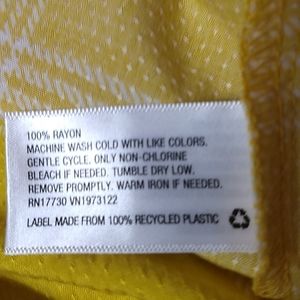 100% RAYON
MACHINE WASH COLD WITH LIKE COLORS.
GENTLE CYCLE. ONLY NON-CHLORINE
BLEACH IF NEEDED. TUMBLE DRY LOW.
REMOVE PROMPTLY. WARM IRON IF NEEDED.
RN17730 VN1973122
LABEL MADE FROM 100% RECYCLED PLASTIC